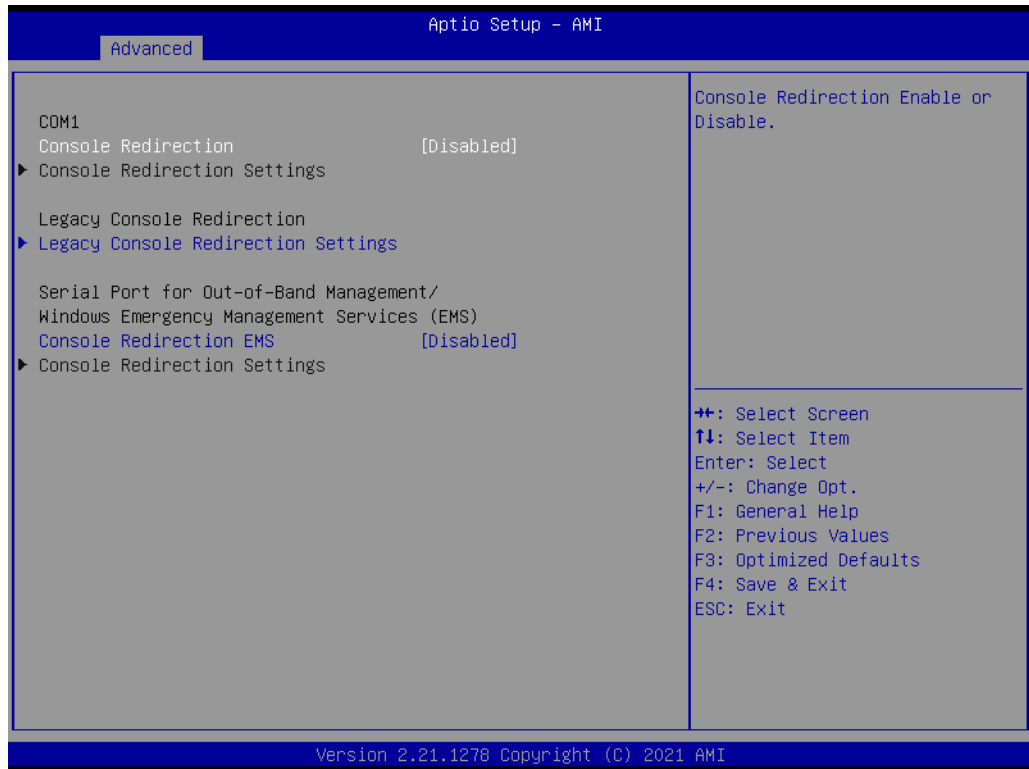 Aptio Setup – AMI
Advanced
COM1
Console Redirection [Disabled]
▶ Console Redirection Settings
Legacy Console Redirection
▶ Legacy Console Redirection Settings
Serial Port for Out-of-Band Management/
Windows Emergency Management Services (EMS)
Console Redirection EMS [Disabled]
▶ Console Redirection Settings
Console Redirection Enable or
Disable.
→←: Select Screen
↑↓: Select Item
Enter: Select
+/-: Change Opt.
F1: General Help
F2: Previous Values
F3: Optimized Defaults
F4: Save & Exit
ESC: Exit
Version 2.21.1278 Copyright (C) 2021 AMI